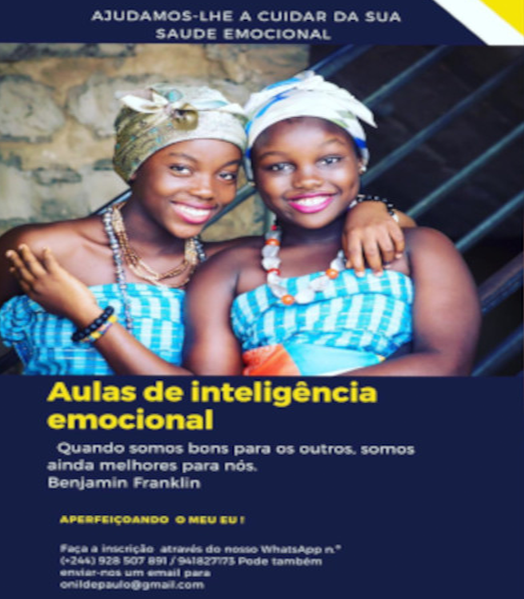 AJUDAMOS-LHE A CUIDAR DA SUA
SAUDE EMOCIONAL
Aulas de inteligência
emocional
Quando somos bons para os outros, somos
ainda melhores para nós.
Benjamin Franklin
APERFEIÇOANDO O MEU EU !
Faça a inscrição através do nosso WhatsApp n.º
(+244) 928 507 891 / 941827173 Pode também
enviar-nos um email para
onildepaulo@gmail.com